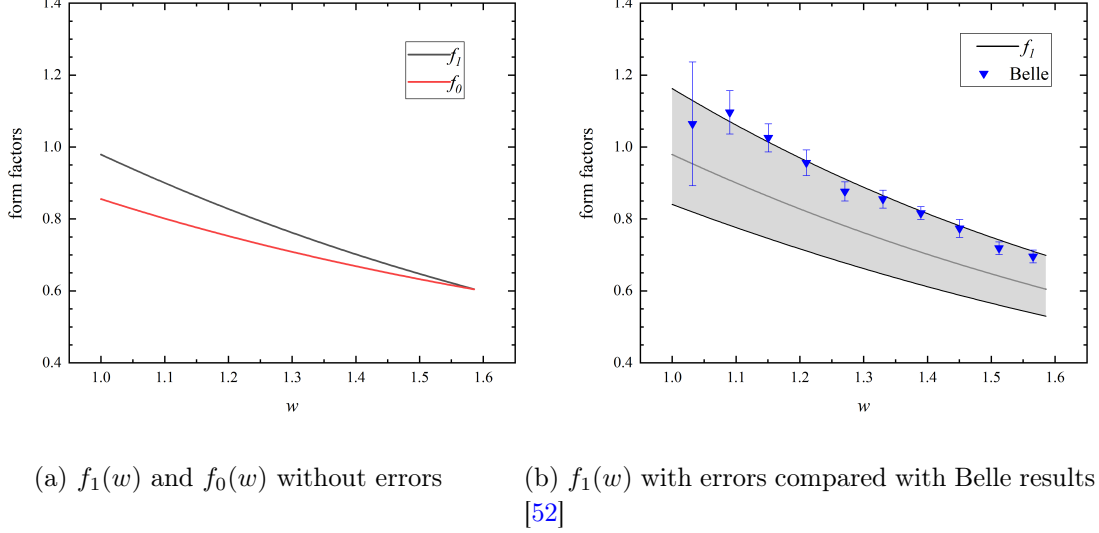 1.4
1.2
1.0
0.8
0.6
0.4
form factors
f1
f0
1.0 1.1 1.2 1.3 1.4 1.5 1.6
w
1.4
1.2
1.0
0.8
0.6
0.4
form factors
f1
Belle
1.0 1.1 1.2 1.3 1.4 1.5 1.6
w
(a) f1(w) and f0(w) without errors
(b) f1(w) with errors compared with Belle results
[52]